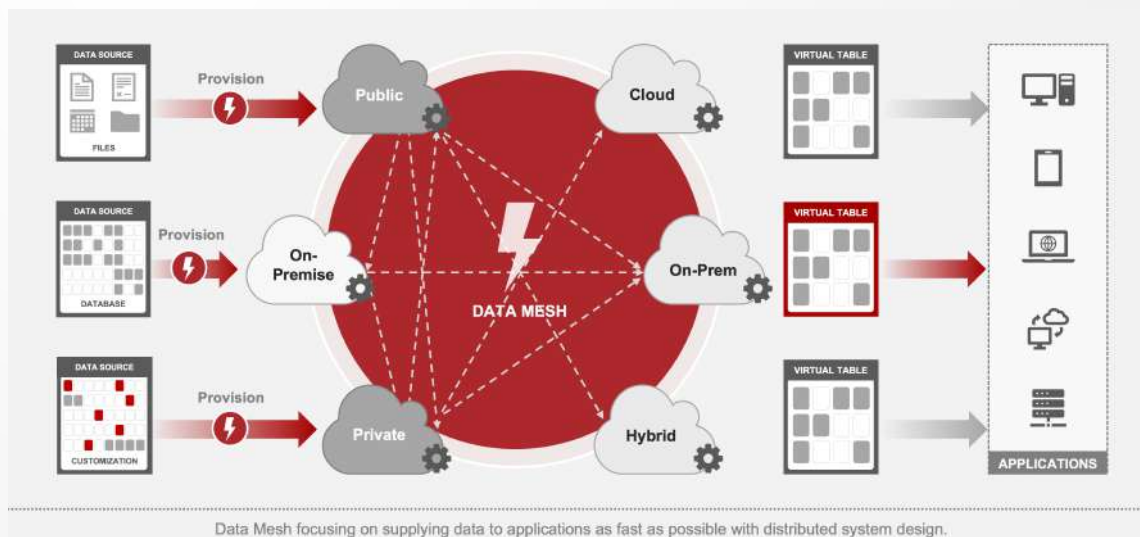 DATA SOURCE
FILES
Provision
Public
Cloud
VIRTUAL TABLE
DATA SOURCE
DATABASE
Provision
On-
Premise
DATA MESH
On-Prem
VIRTUAL TABLE
DATA SOURCE
CUSTOMIZATION
Provision
Private
Hybrid
VIRTUAL TABLE
APPLICATIONS
Data Mesh focusing on supplying data to applications as fast as possible with distributed system design.